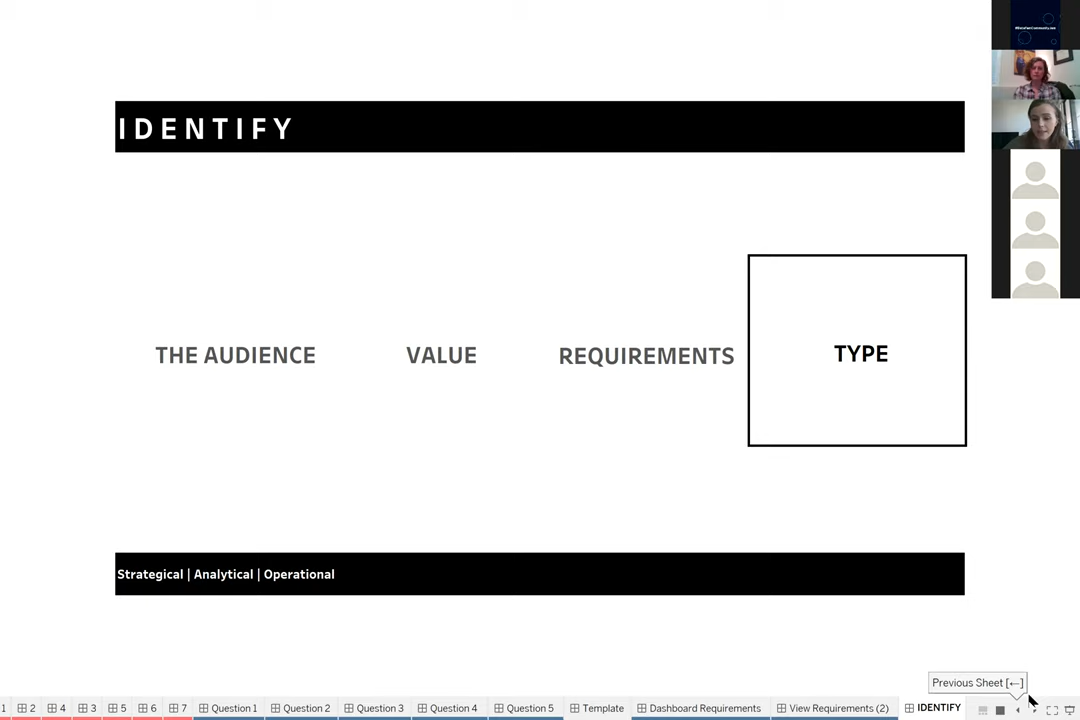 IDENTIFY
THE AUDIENCE
VALUE
REQUIREMENTS
TYPE
Strategical | Analytical | Operational
Previous Sheet [←]
1
2
4
3
5
6
7
Question 1
Question 2
Question 3
Question 4
Question 5
Template
Dashboard Requirements
View Requirements (2)
IDENTIFY